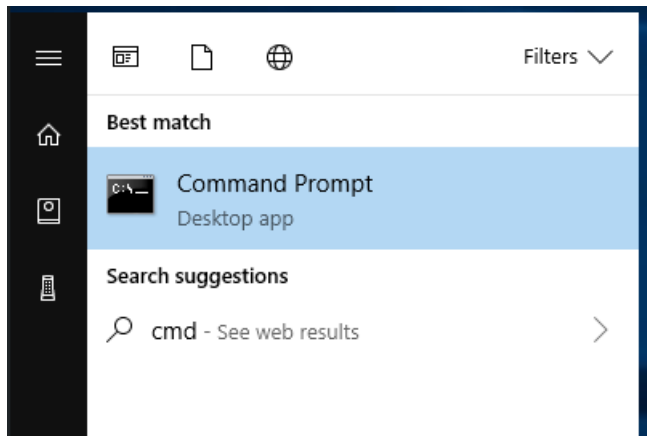 Filters
Best match
C:\_
Command Prompt
Desktop app
Search suggestions
cmd - See web results